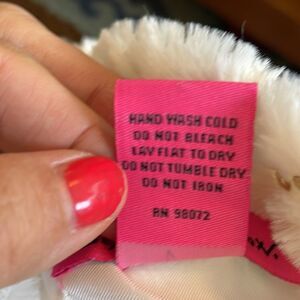 HAND WASH COLD
DO NOT BLEACH
LAY FLAT TO DRY
DO NOT TUMBLE DRY
DO NOT IRON
RN 98072